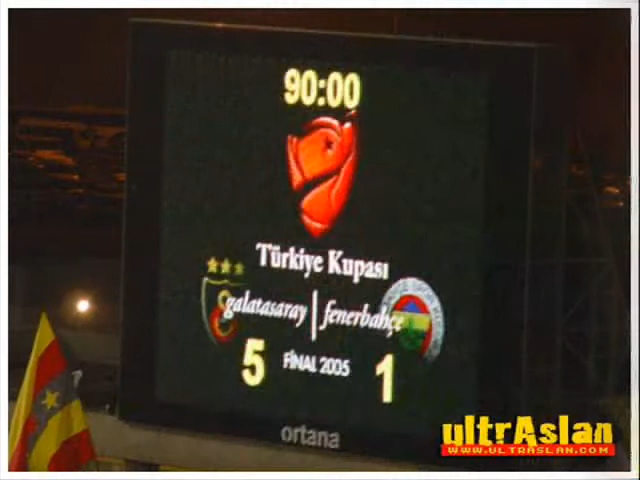 90:00
Türkiye Kupası
galatasaray | fenerbahçe
5 FİNAL 2005 1
ortana
ultrAslan
WWW.ULTRASLAN.COM